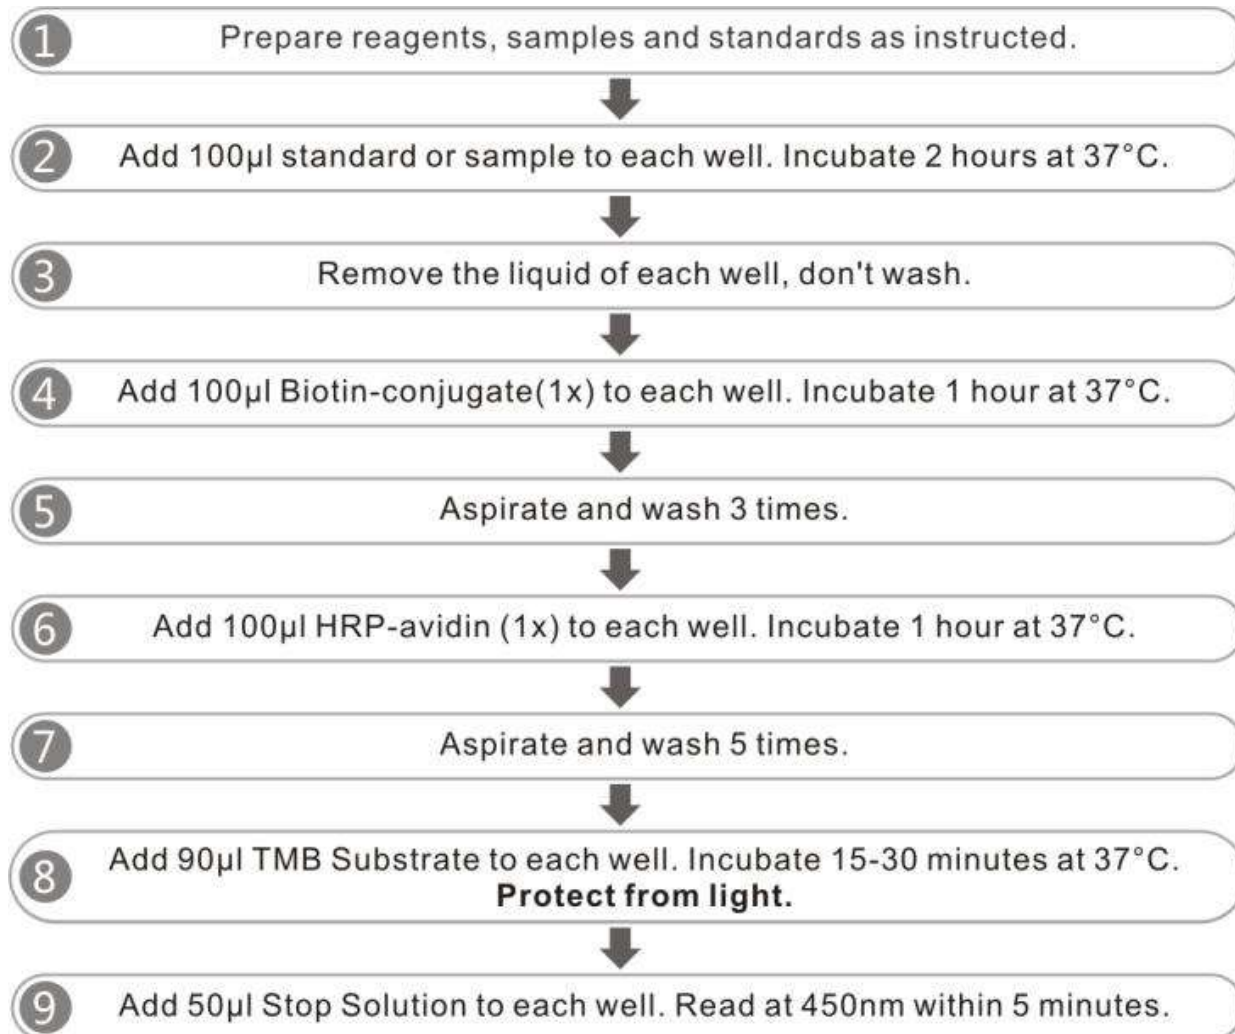 1 Prepare reagents, samples and standards as instructed.
2 Add 100µl standard or sample to each well. Incubate 2 hours at 37°C.
3 Remove the liquid of each well, don't wash.
4 Add 100µl Biotin-conjugate(1x) to each well. Incubate 1 hour at 37°C.
5 Aspirate and wash 3 times.
6 Add 100µl HRP-avidin (1x) to each well. Incubate 1 hour at 37°C.
7 Aspirate and wash 5 times.
8 Add 90µl TMB Substrate to each well. Incubate 15-30 minutes at 37°C.
Protect from light.
9 Add 50µl Stop Solution to each well. Read at 450nm within 5 minutes.